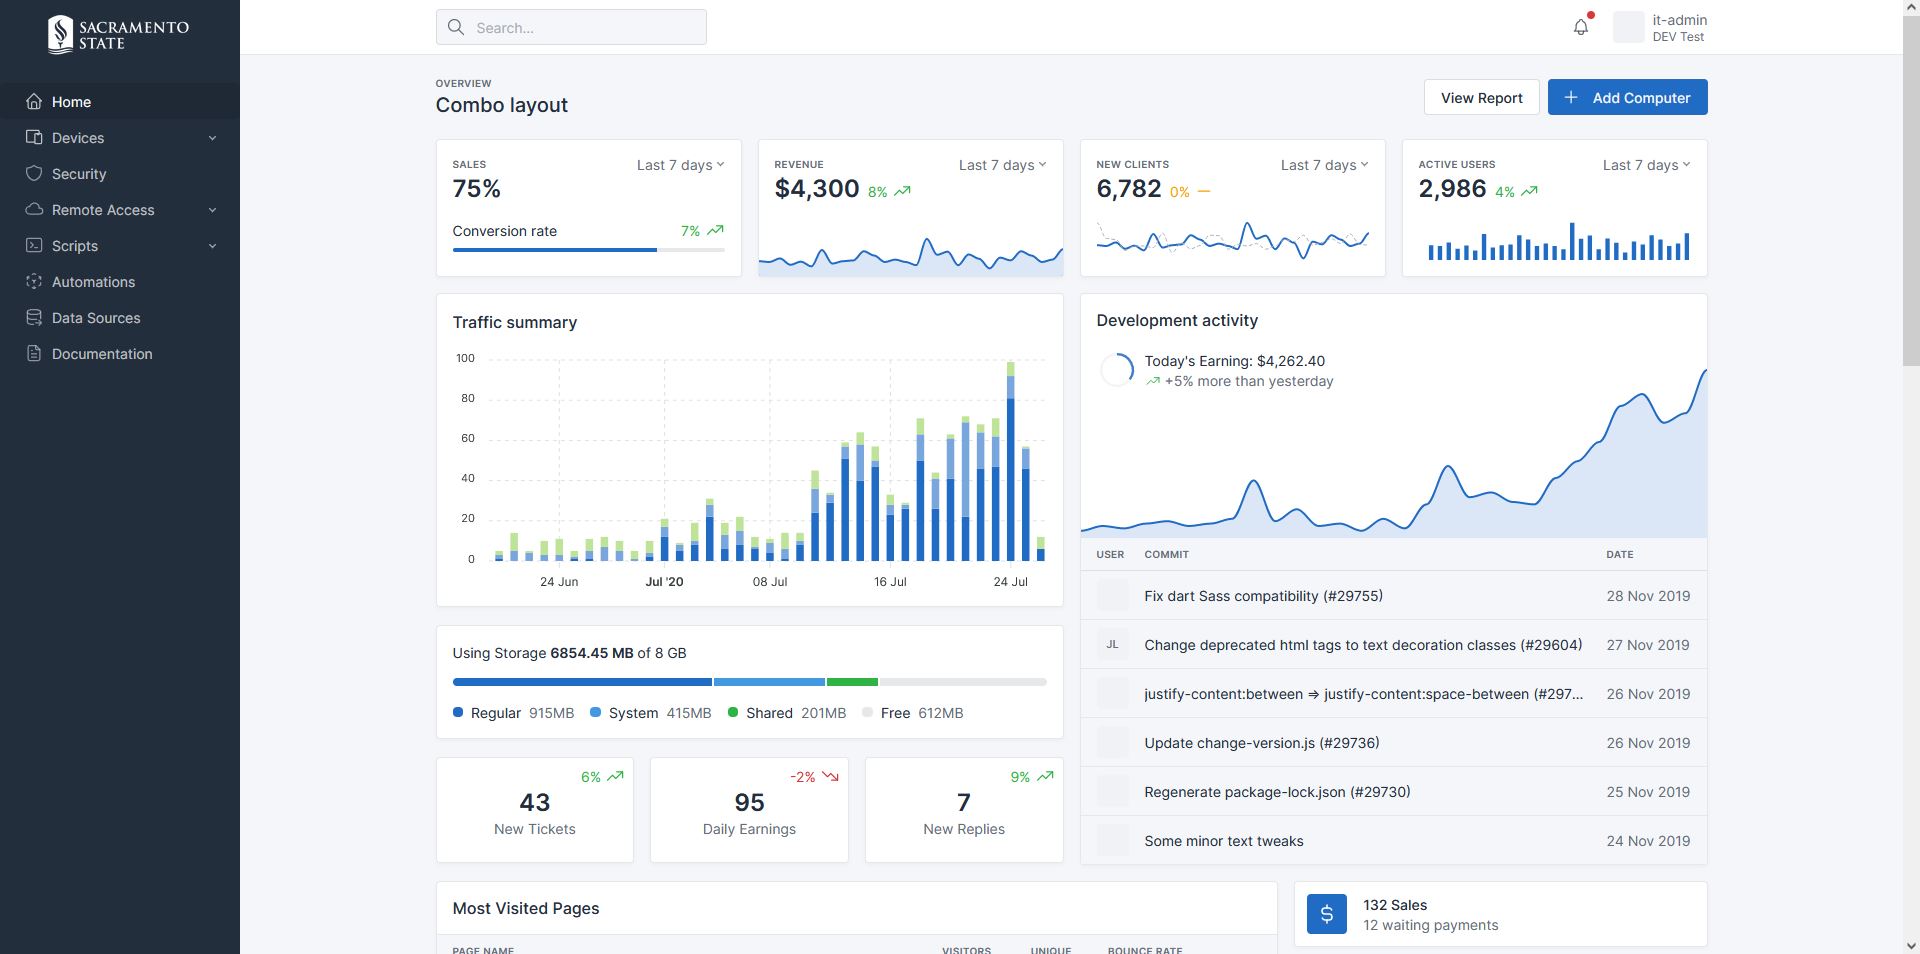 SACRAMENTO
STATE
Home
Devices
Security
Remote Access
Scripts
Automations
Data Sources
Documentation
Search...
it-admin
DEV Test
OVERVIEW
Combo layout
View Report
Add Computer
SALES
Last 7 days
75%
Conversion rate
7%
REVENUE
Last 7 days
$4,300 8%
NEW CLIENTS
Last 7 days
6,782 0%
ACTIVE USERS
Last 7 days
2,986 4%
Traffic summary
100
80
60
40
20
0
24 Jun Jul '20 08 Jul 16 Jul 24 Jul
Using Storage 6854.45 MB of 8 GB
Regular 915MB System 415MB Shared 201MB Free 612MB
6%
43
New Tickets
-2%
95
Daily Earnings
9%
7
New Replies
Development activity
Today's Earning: $4,262.40
+5% more than yesterday
USER COMMIT DATE
Fix dart Sass compatibility (#29755) 28 Nov 2019
JL Change deprecated html tags to text decoration classes (#29604) 27 Nov 2019
justify-content:between ⇒ justify-content:space-between (#297... 26 Nov 2019
Update change-version.js (#29736) 26 Nov 2019
Regenerate package-lock.json (#29730) 25 Nov 2019
Some minor text tweaks 24 Nov 2019
Most Visited Pages
PAGE NAME VISITORS UNIQUE BOUNCE RATE
$
132 Sales
12 waiting payments